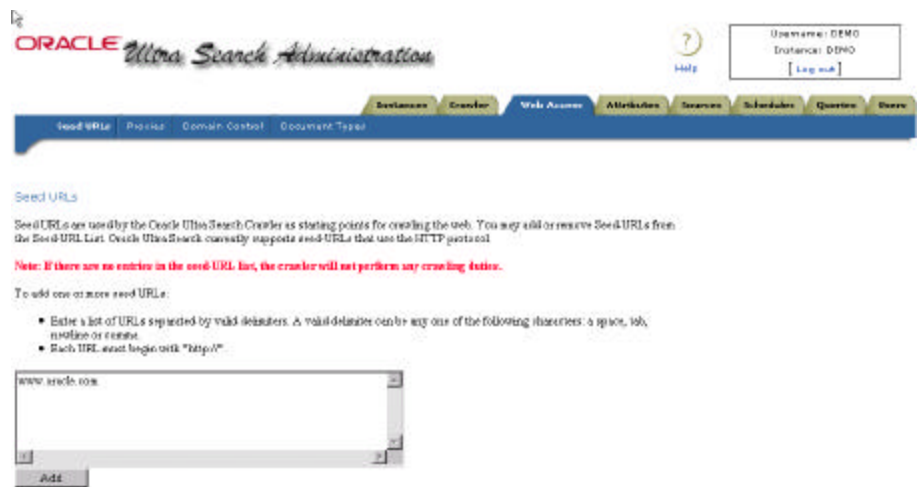 ORACLE Ultra Search Administration
Help
Username: DEMO
Instance: DEMO
[Log out]
Instances Crawler Web Access Attributes Sources Schedules Queries Users
Seed URLs Proxies Domain Control Document Types
Seed URLs
Seed URLs are used by the Oracle Ultra Search Crawler as starting points for crawling the web. You may add or remove Seed-URLs from
the Seed-URL List. Oracle Ultra Search currently supports seed-URLs that use the HTTP protocol
Note: If there are no entries in the seed-URL list, the crawler will not perform any crawling duties.
To add one or more seed URLs:
• Enter a list of URLs separated by valid delimiters. A valid delimiter can be any one of the following characters: a space, tab,
newline or comma.
• Each URL must begin with "http://".
www.oracle.com
Add